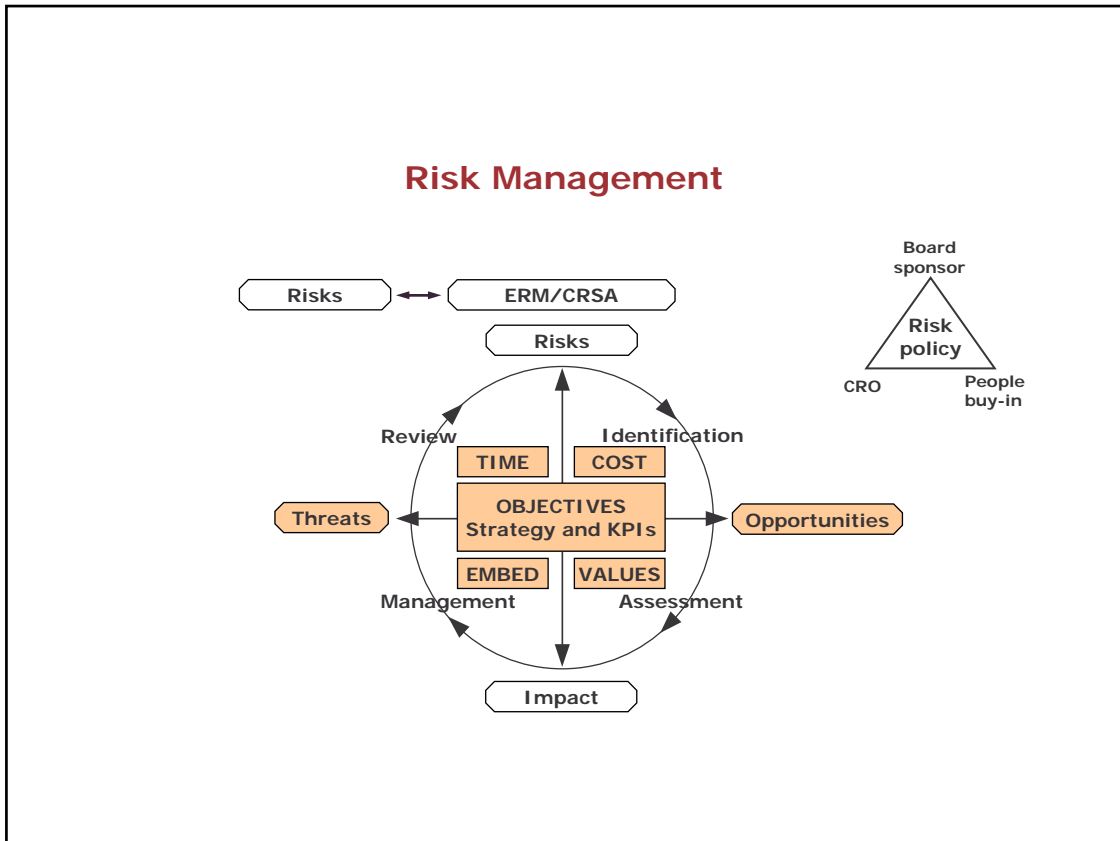 Risk Management
Board
sponsor
Risks
ERM/CRSA
Risk
policy
Risks
CRO
People
buy-in
Review
Identification
TIME
COST
Threats
OBJECTIVES
Strategy and KPIs
Opportunities
EMBED
VALUES
Management
Assessment
Impact